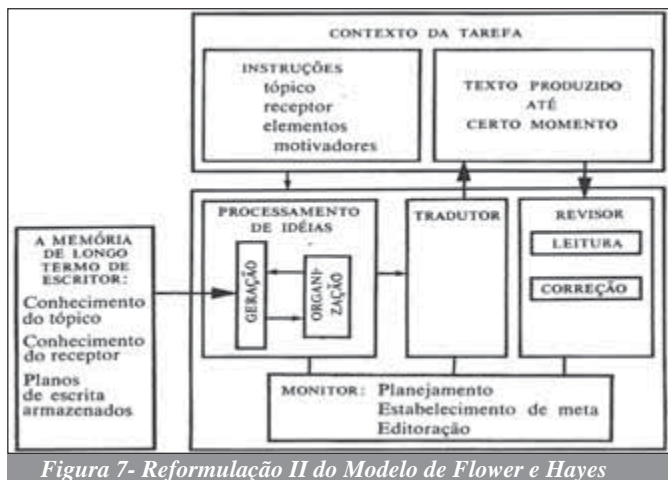 CONTEXTO DA TAREFA
INSTRUÇÕES
tópico
receptor
elementos
motivadores
TEXTO PRODUZIDO
ATÉ
CERTO MOMENTO
A MEMÓRIA
DE LONGO
TERMO DE
ESCRITOR:
Conhecimento
do tópico
Conhecimento
do receptor
Planos
de escrita
armazenados
PROCESSAMENTO
DE IDÉIAS
GERAÇÃO
ORGANI-
ZAÇÃO
TRADUTOR
REVISOR
LEITURA
CORREÇÃO
MONITOR: Planejamento
Estabelecimento de meta
Editoração
Figura 7- Reformulação II do Modelo de Flower e Hayes